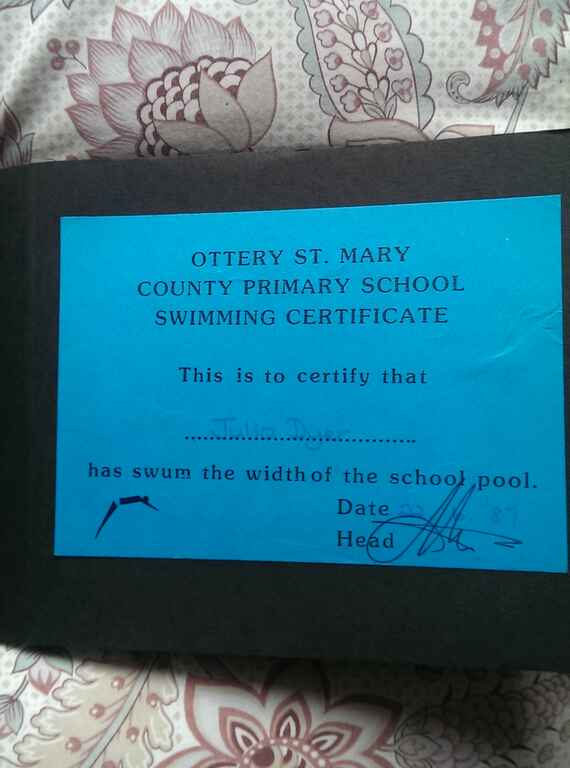 OTTERY ST. MARY
COUNTY PRIMARY SCHOOL
SWIMMING CERTIFICATE
This is to certify that
Dyer
has swum the width of the school pool.
Date 87
Head